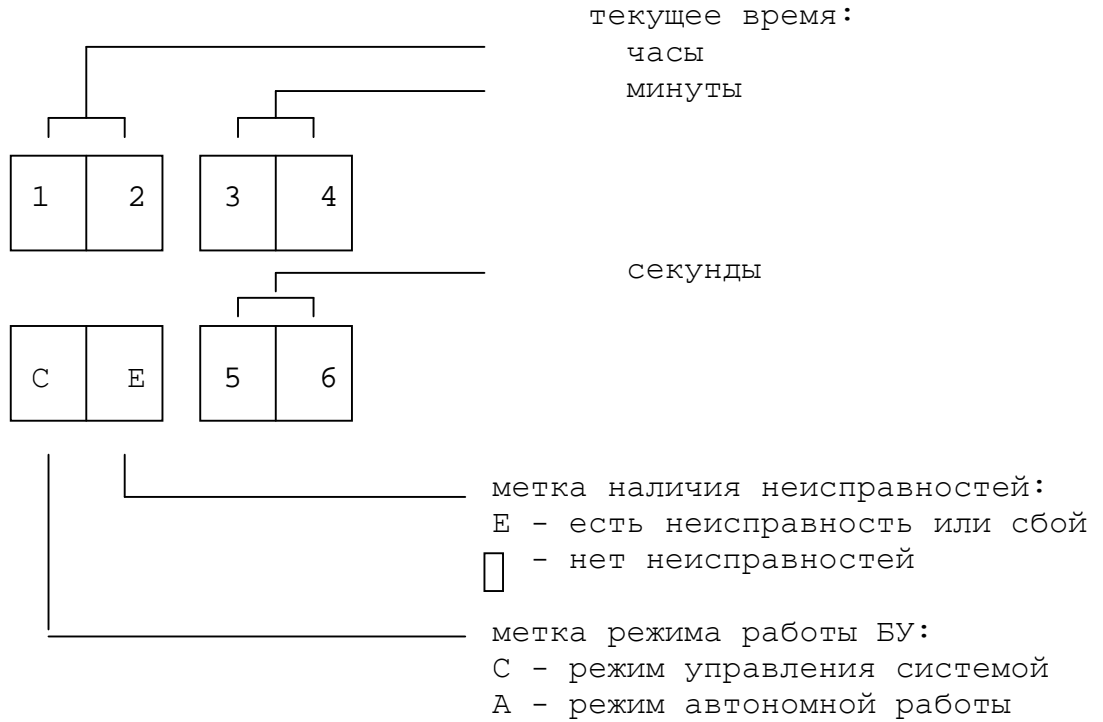 текущее время:
часы
минуты
1 2 3 4
секунды
С Е 5 6
метка наличия неисправностей:
Е - есть неисправность или сбой
- нет неисправностей
метка режима работы БУ:
С - режим управления системой
А - режим автономной работы